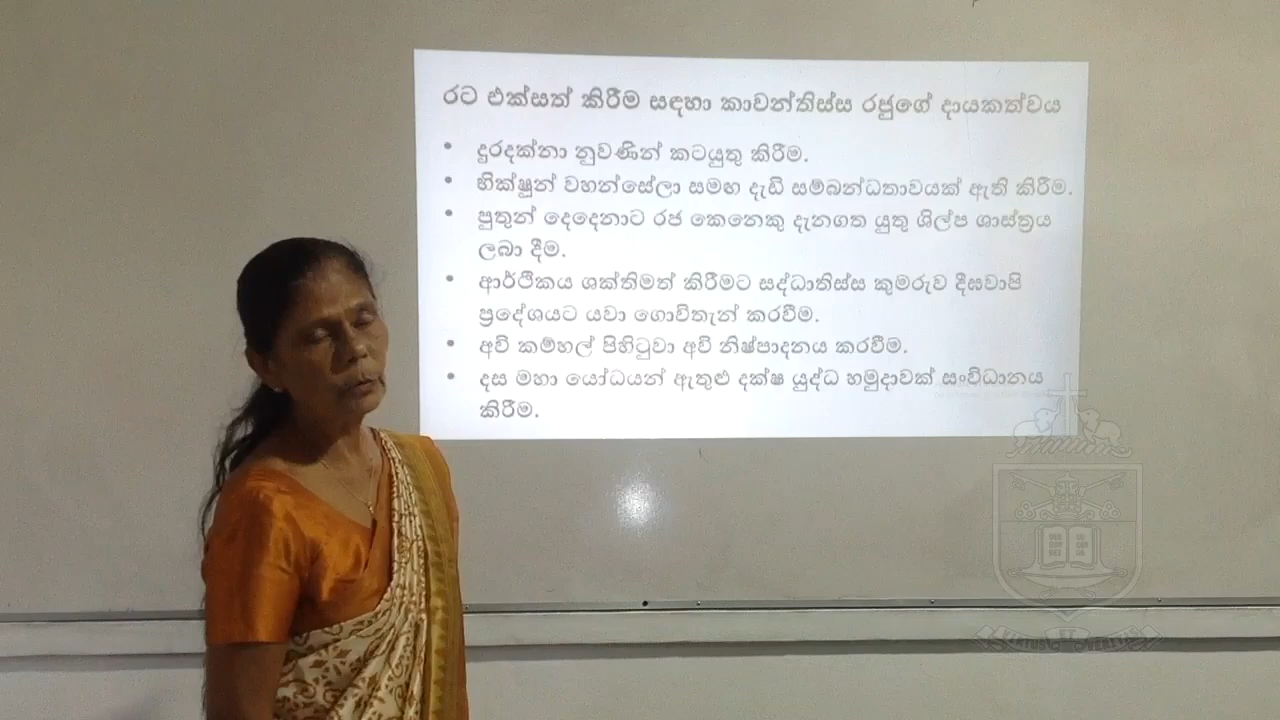 රට එක්සත් කිරීම සඳහා කාවන්තිස්ස රජුගේ දායකත්වය
• දුරදක්නා නුවණින් කටයුතු කිරීම.
• භික්ෂූන් වහන්සේලා සමඟ දැඩි සම්බන්ධතාවයක් ඇති කිරීම.
• පුතුන් දෙදෙනාට රජ කෙනෙකු දැනගත යුතු ශිල්ප ශාස්ත්‍රය
ලබා දීම.
• ආර්ථිකය ශක්තිමත් කිරීමට සද්ධාතිස්ස කුමරුව දීඝවාපි
ප්‍රදේශයට යවා ගොවිතැන් කරවීම.
• අවි කම්හල් පිහිටුවා අවි නිෂ්පාදනය කරවීම.
• දස මහා යෝධයන් ඇතුළු දක්ෂ යුද්ධ හමුදාවක් සංවිධානය
කිරීම.